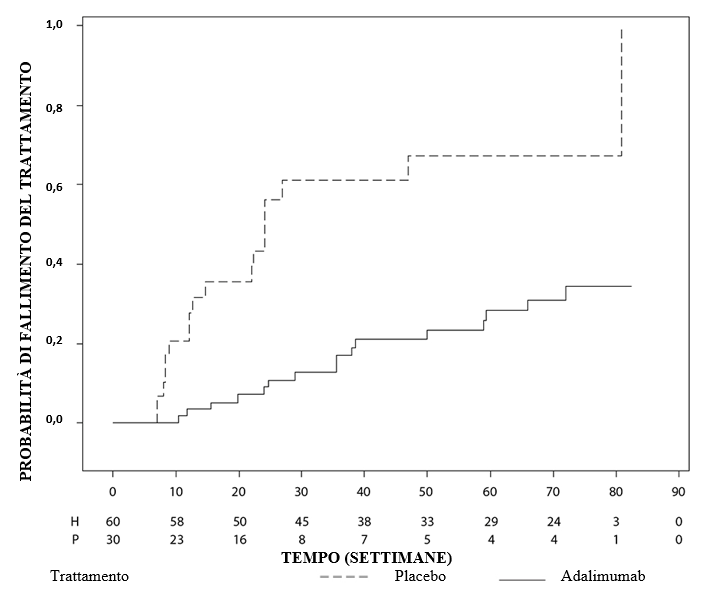 PROBABILITÀ DI FALLIMENTO DEL TRATTAMENTO
1,0
0,8
0,6
0,4
0,2
0,0
0 10 20 30 40 50 60 70 80 90
H 60 58 50 45 38 33 29 24 3 0
P 30 23 16 8 7 5 4 4 1 0
TEMPO (SETTIMANE)
Trattamento Placebo Adalimumab